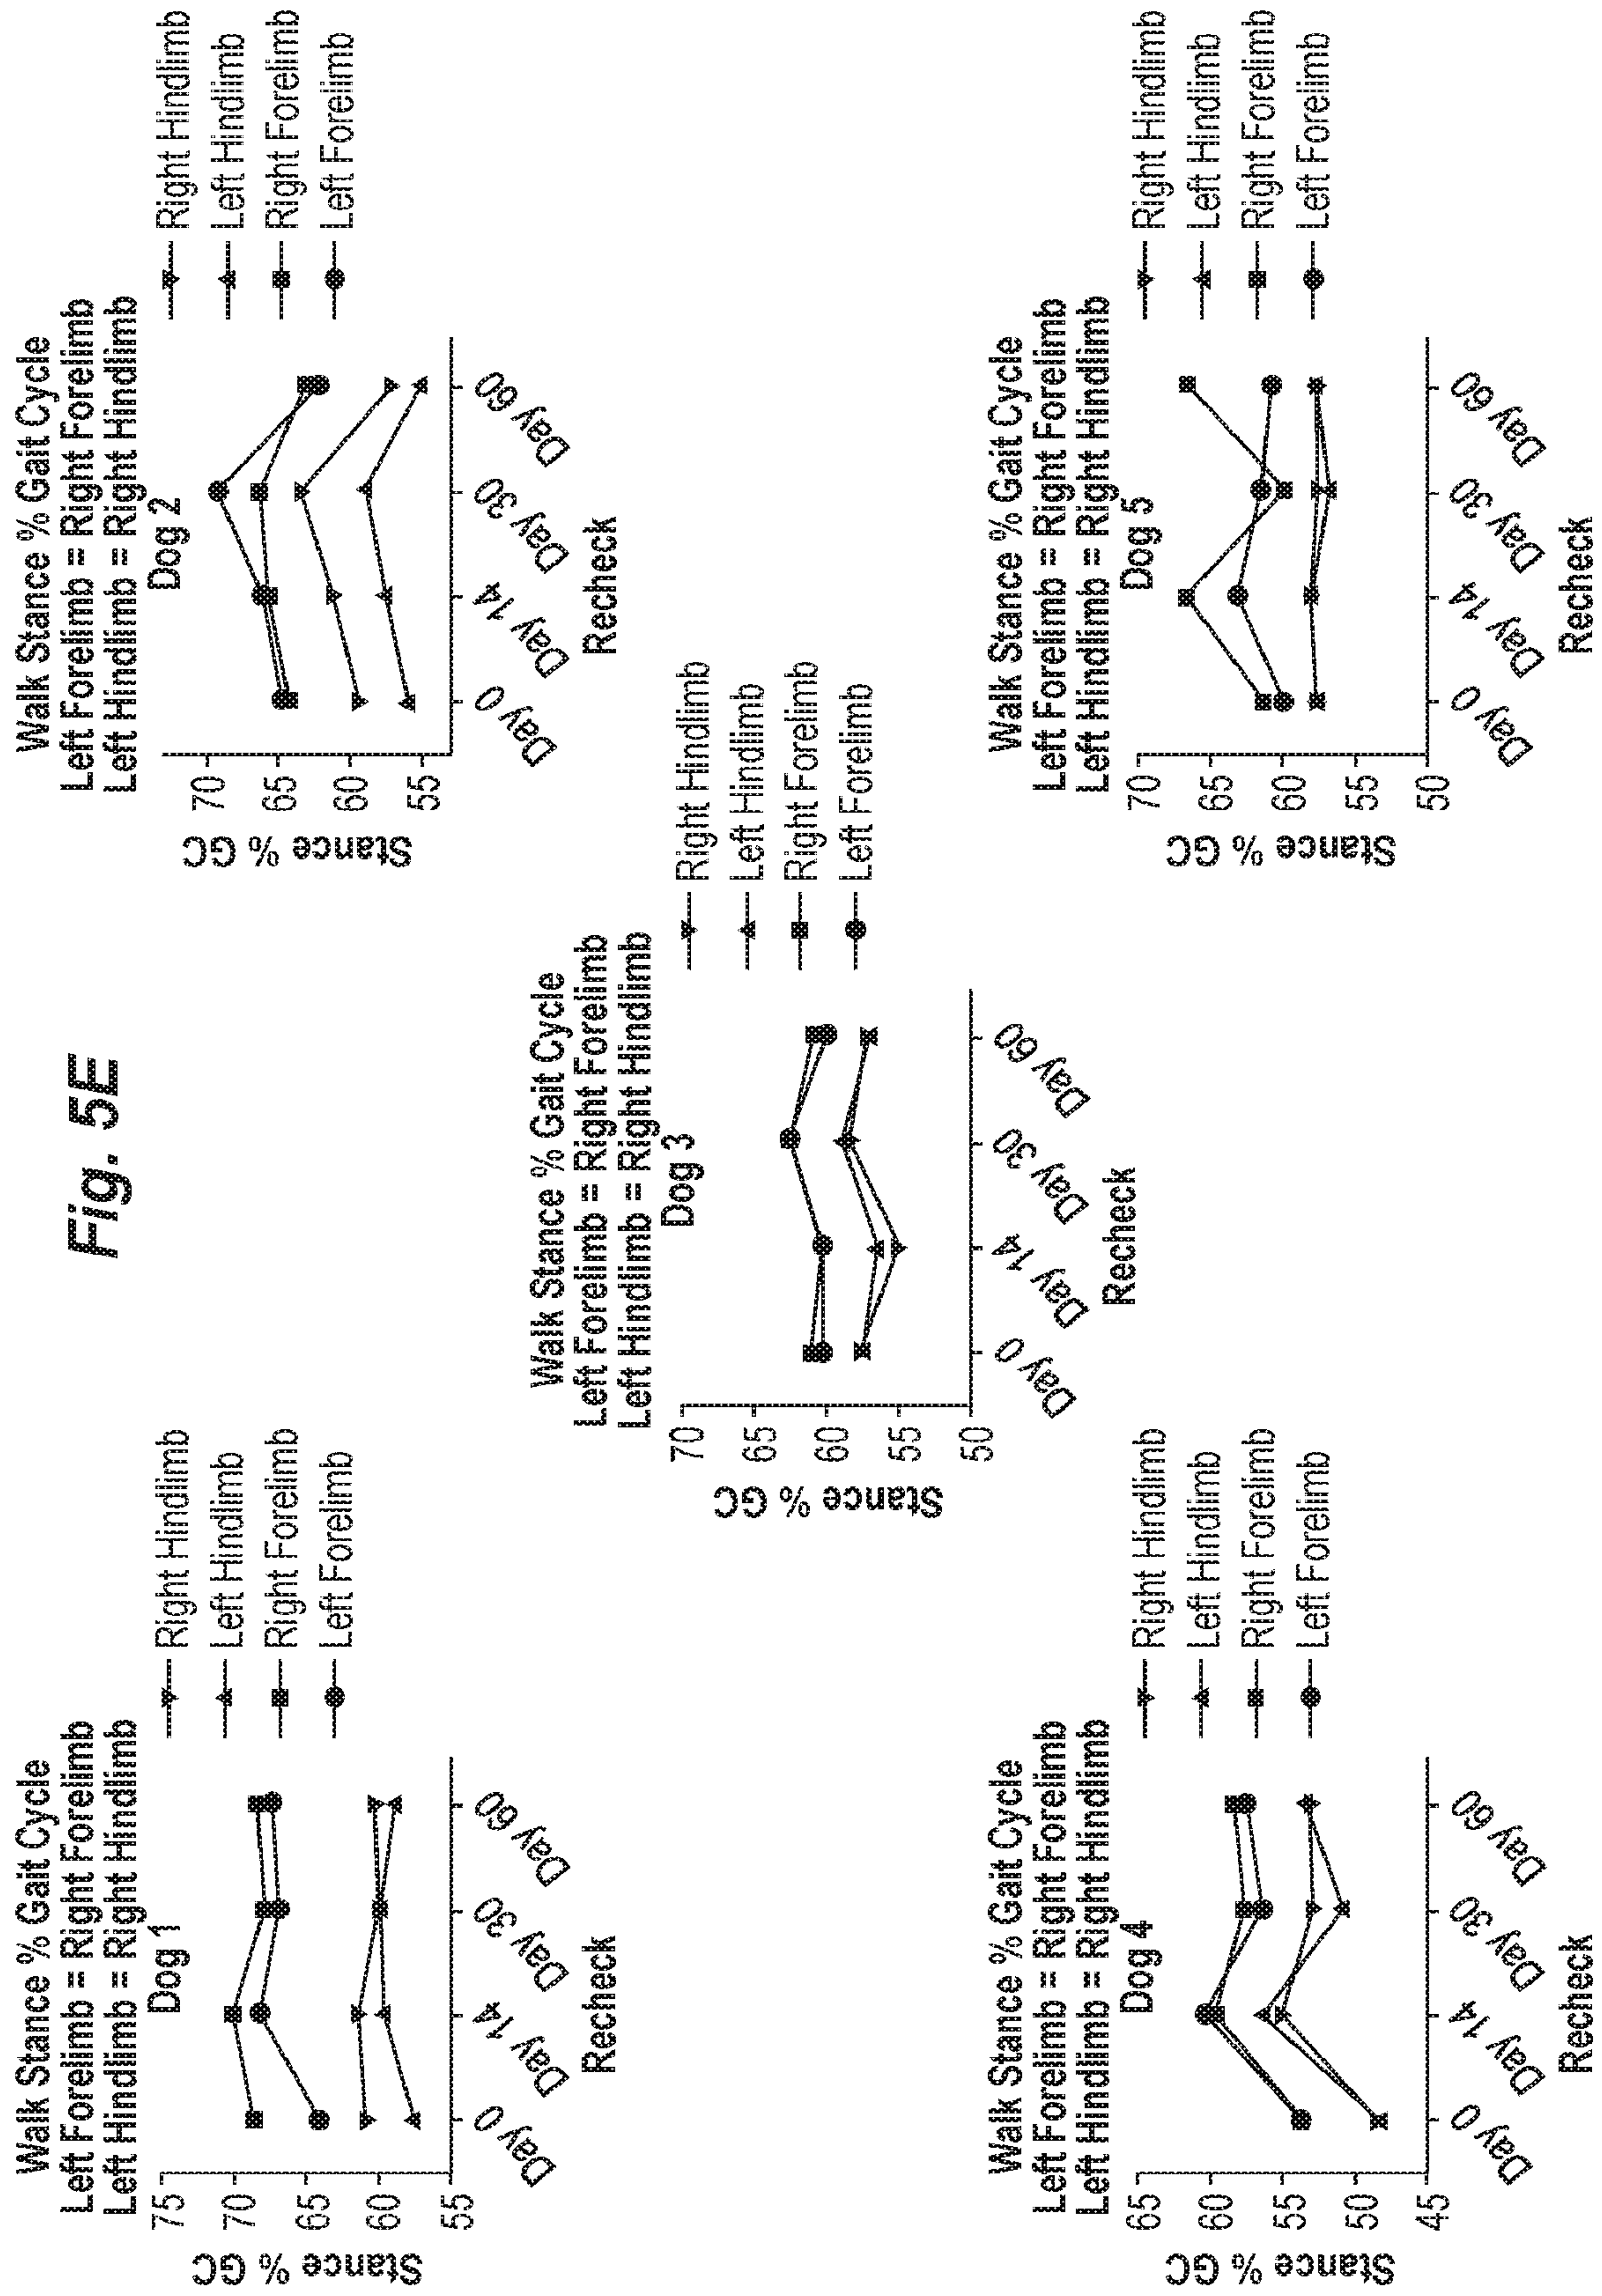 Fig. 5E
Walk Stance % Gait Cycle
Left Forelimb = Right Forelimb
Left Hindlimb = Right Hindlimb
Dog 1
Stance % GC
75
70
65
60
55
Day 0
Day 14
Day 30
Day 60
Recheck
Right Hindlimb
Left Hindlimb
Right Forelimb
Left Forelimb
Walk Stance % Gait Cycle
Left Forelimb = Right Forelimb
Left Hindlimb = Right Hindlimb
Dog 2
Stance % GC
70
65
60
55
Day 0
Day 14
Day 30
Day 60
Recheck
Right Hindlimb
Left Hindlimb
Right Forelimb
Left Forelimb
Walk Stance % Gait Cycle
Left Forelimb = Right Forelimb
Left Hindlimb = Right Hindlimb
Dog 3
Stance % GC
70
65
60
55
50
Day 0
Day 14
Day 30
Day 60
Recheck
Right Hindlimb
Left Hindlimb
Right Forelimb
Left Forelimb
Walk Stance % Gait Cycle
Left Forelimb = Right Forelimb
Left Hindlimb = Right Hindlimb
Dog 4
Stance % GC
65
60
55
50
45
Day 0
Day 14
Day 30
Day 60
Recheck
Right Hindlimb
Left Hindlimb
Right Forelimb
Left Forelimb
Walk Stance % Gait Cycle
Left Forelimb = Right Forelimb
Left Hindlimb = Right Hindlimb
Dog 5
Stance % GC
70
65
60
55
50
Day 0
Day 14
Day 30
Day 60
Recheck
Right Hindlimb
Left Hindlimb
Right Forelimb
Left Forelimb